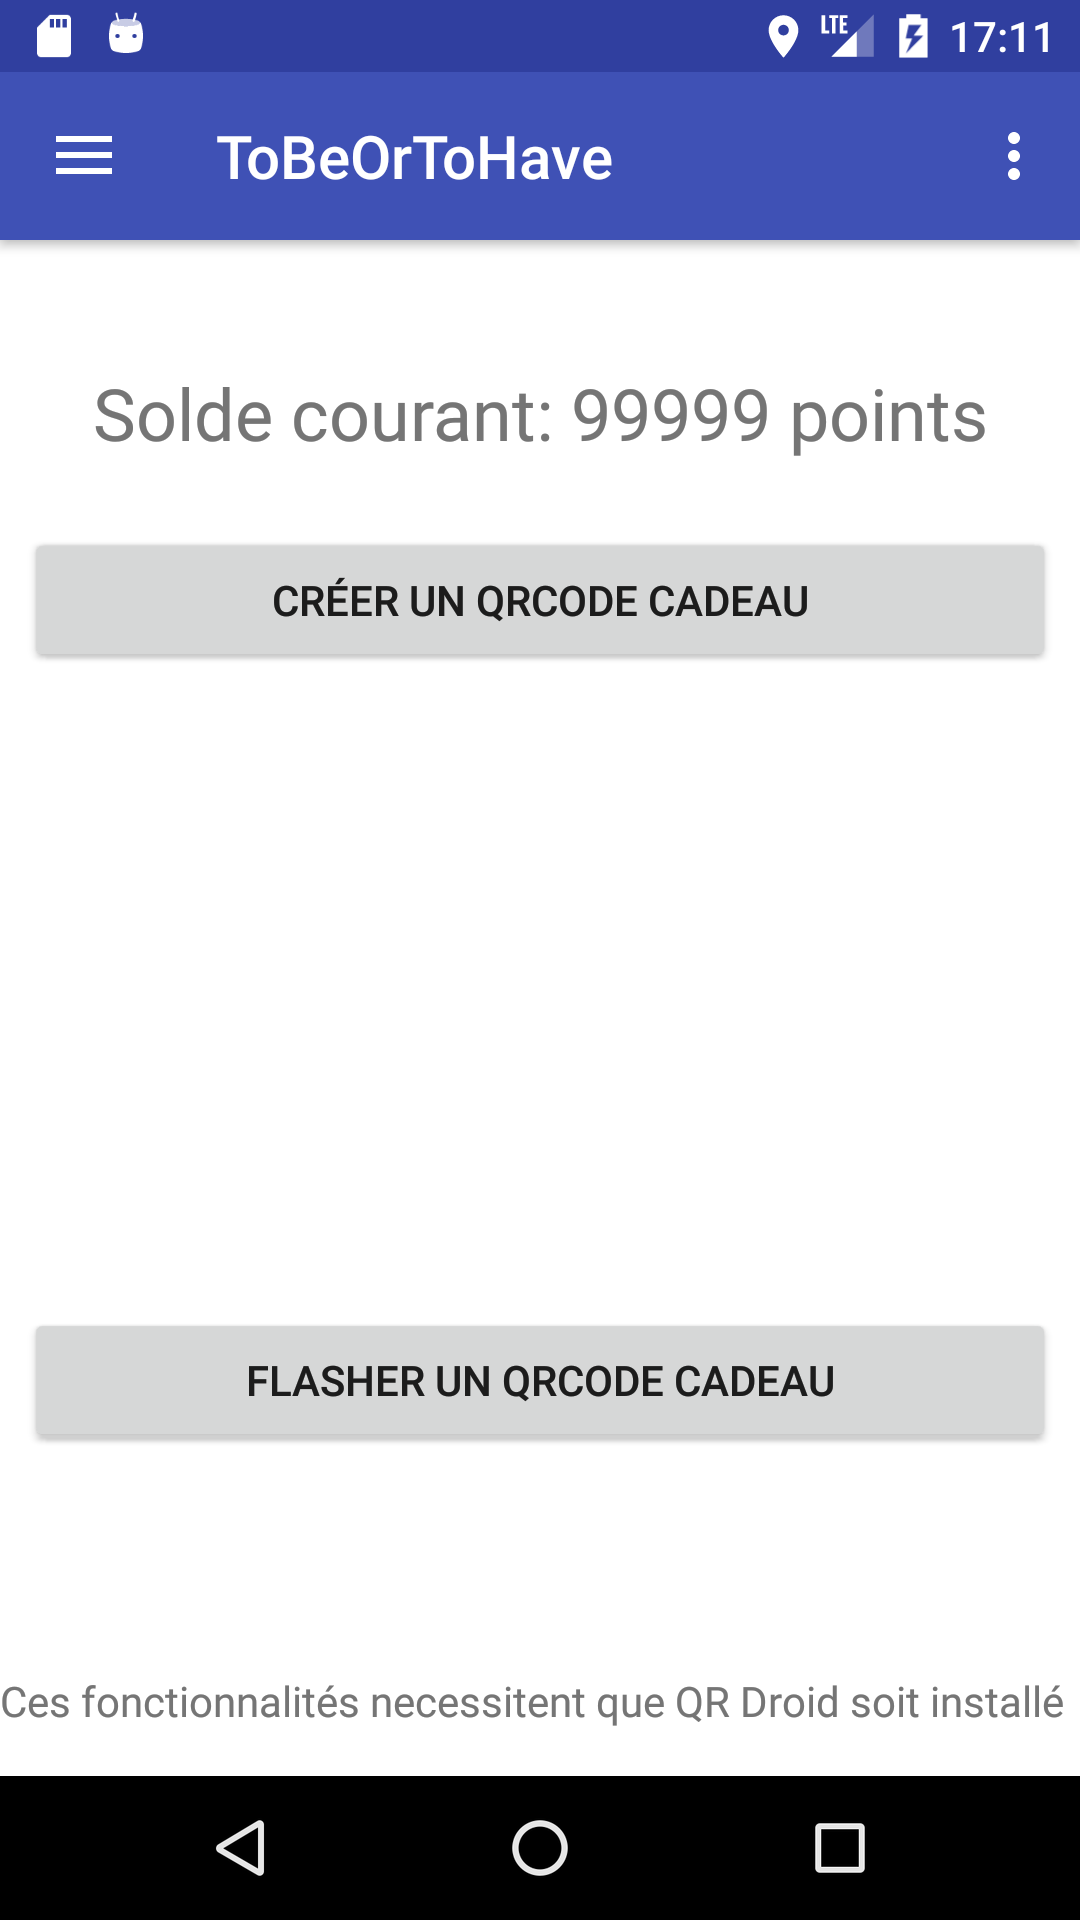 LTE 17:11
ToBeOrToHave
Solde courant: 99999 points
CRÉER UN QRCODE CADEAU
FLASHER UN QRCODE CADEAU
Ces fonctionnalités necessitent que QR Droid soit installé